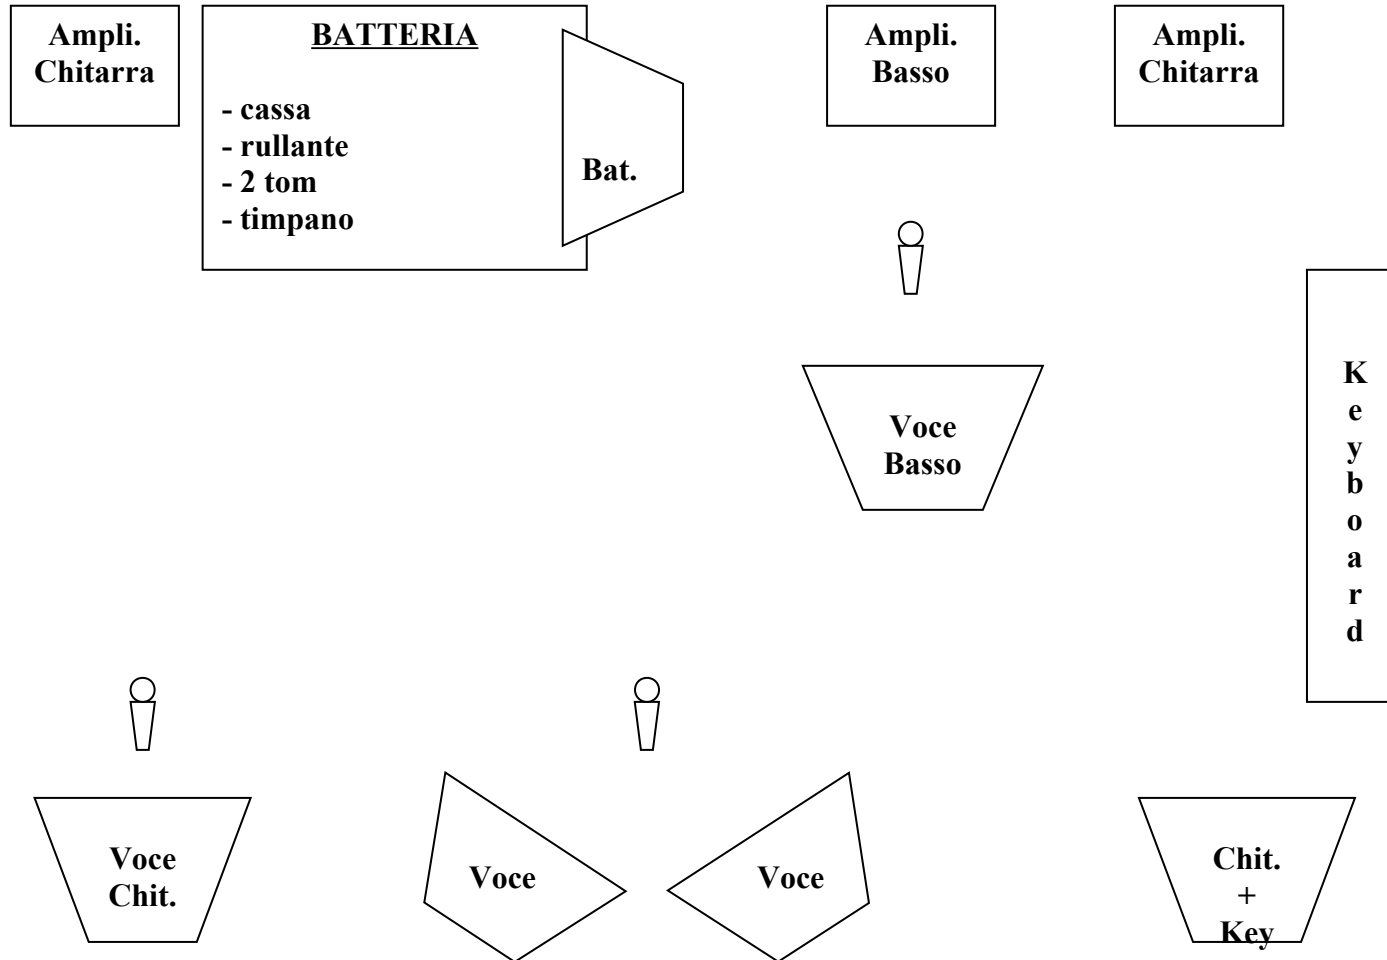 Ampli.
Chitarra
BATTERIA
- cassa
- rullante
- 2 tom
- timpano
Bat.
Ampli.
Basso
Ampli.
Chitarra
Voce
Basso
K
e
y
b
o
a
r
d
Voce
Chit.
Voce
Voce
Chit.
+
Key